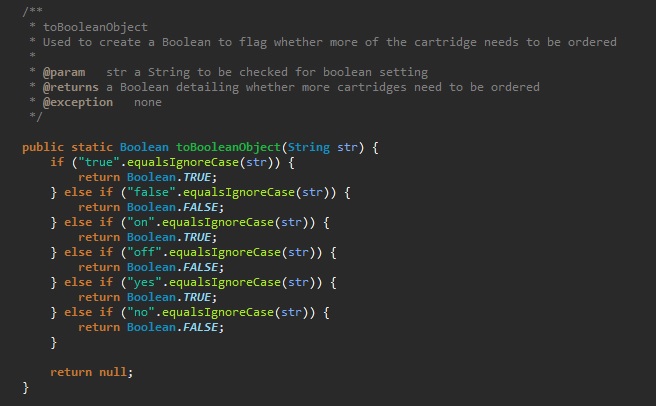 /**
 * toBooleanObject
 * Used to create a Boolean to flag whether more of the cartridge needs to be ordered
 *
 * @param   str a String to be checked for boolean setting
 * @returns a Boolean detailing whether more cartridges need to be ordered
 * @exception   none
 */

public static Boolean toBooleanObject(String str) {
    if ("true".equalsIgnoreCase(str)) {
        return Boolean.TRUE;
    } else if ("false".equalsIgnoreCase(str)) {
        return Boolean.FALSE;
    } else if ("on".equalsIgnoreCase(str)) {
        return Boolean.TRUE;
    } else if ("off".equalsIgnoreCase(str)) {
        return Boolean.FALSE;
    } else if ("yes".equalsIgnoreCase(str)) {
        return Boolean.TRUE;
    } else if ("no".equalsIgnoreCase(str)) {
        return Boolean.FALSE;
    }

    return null;
}